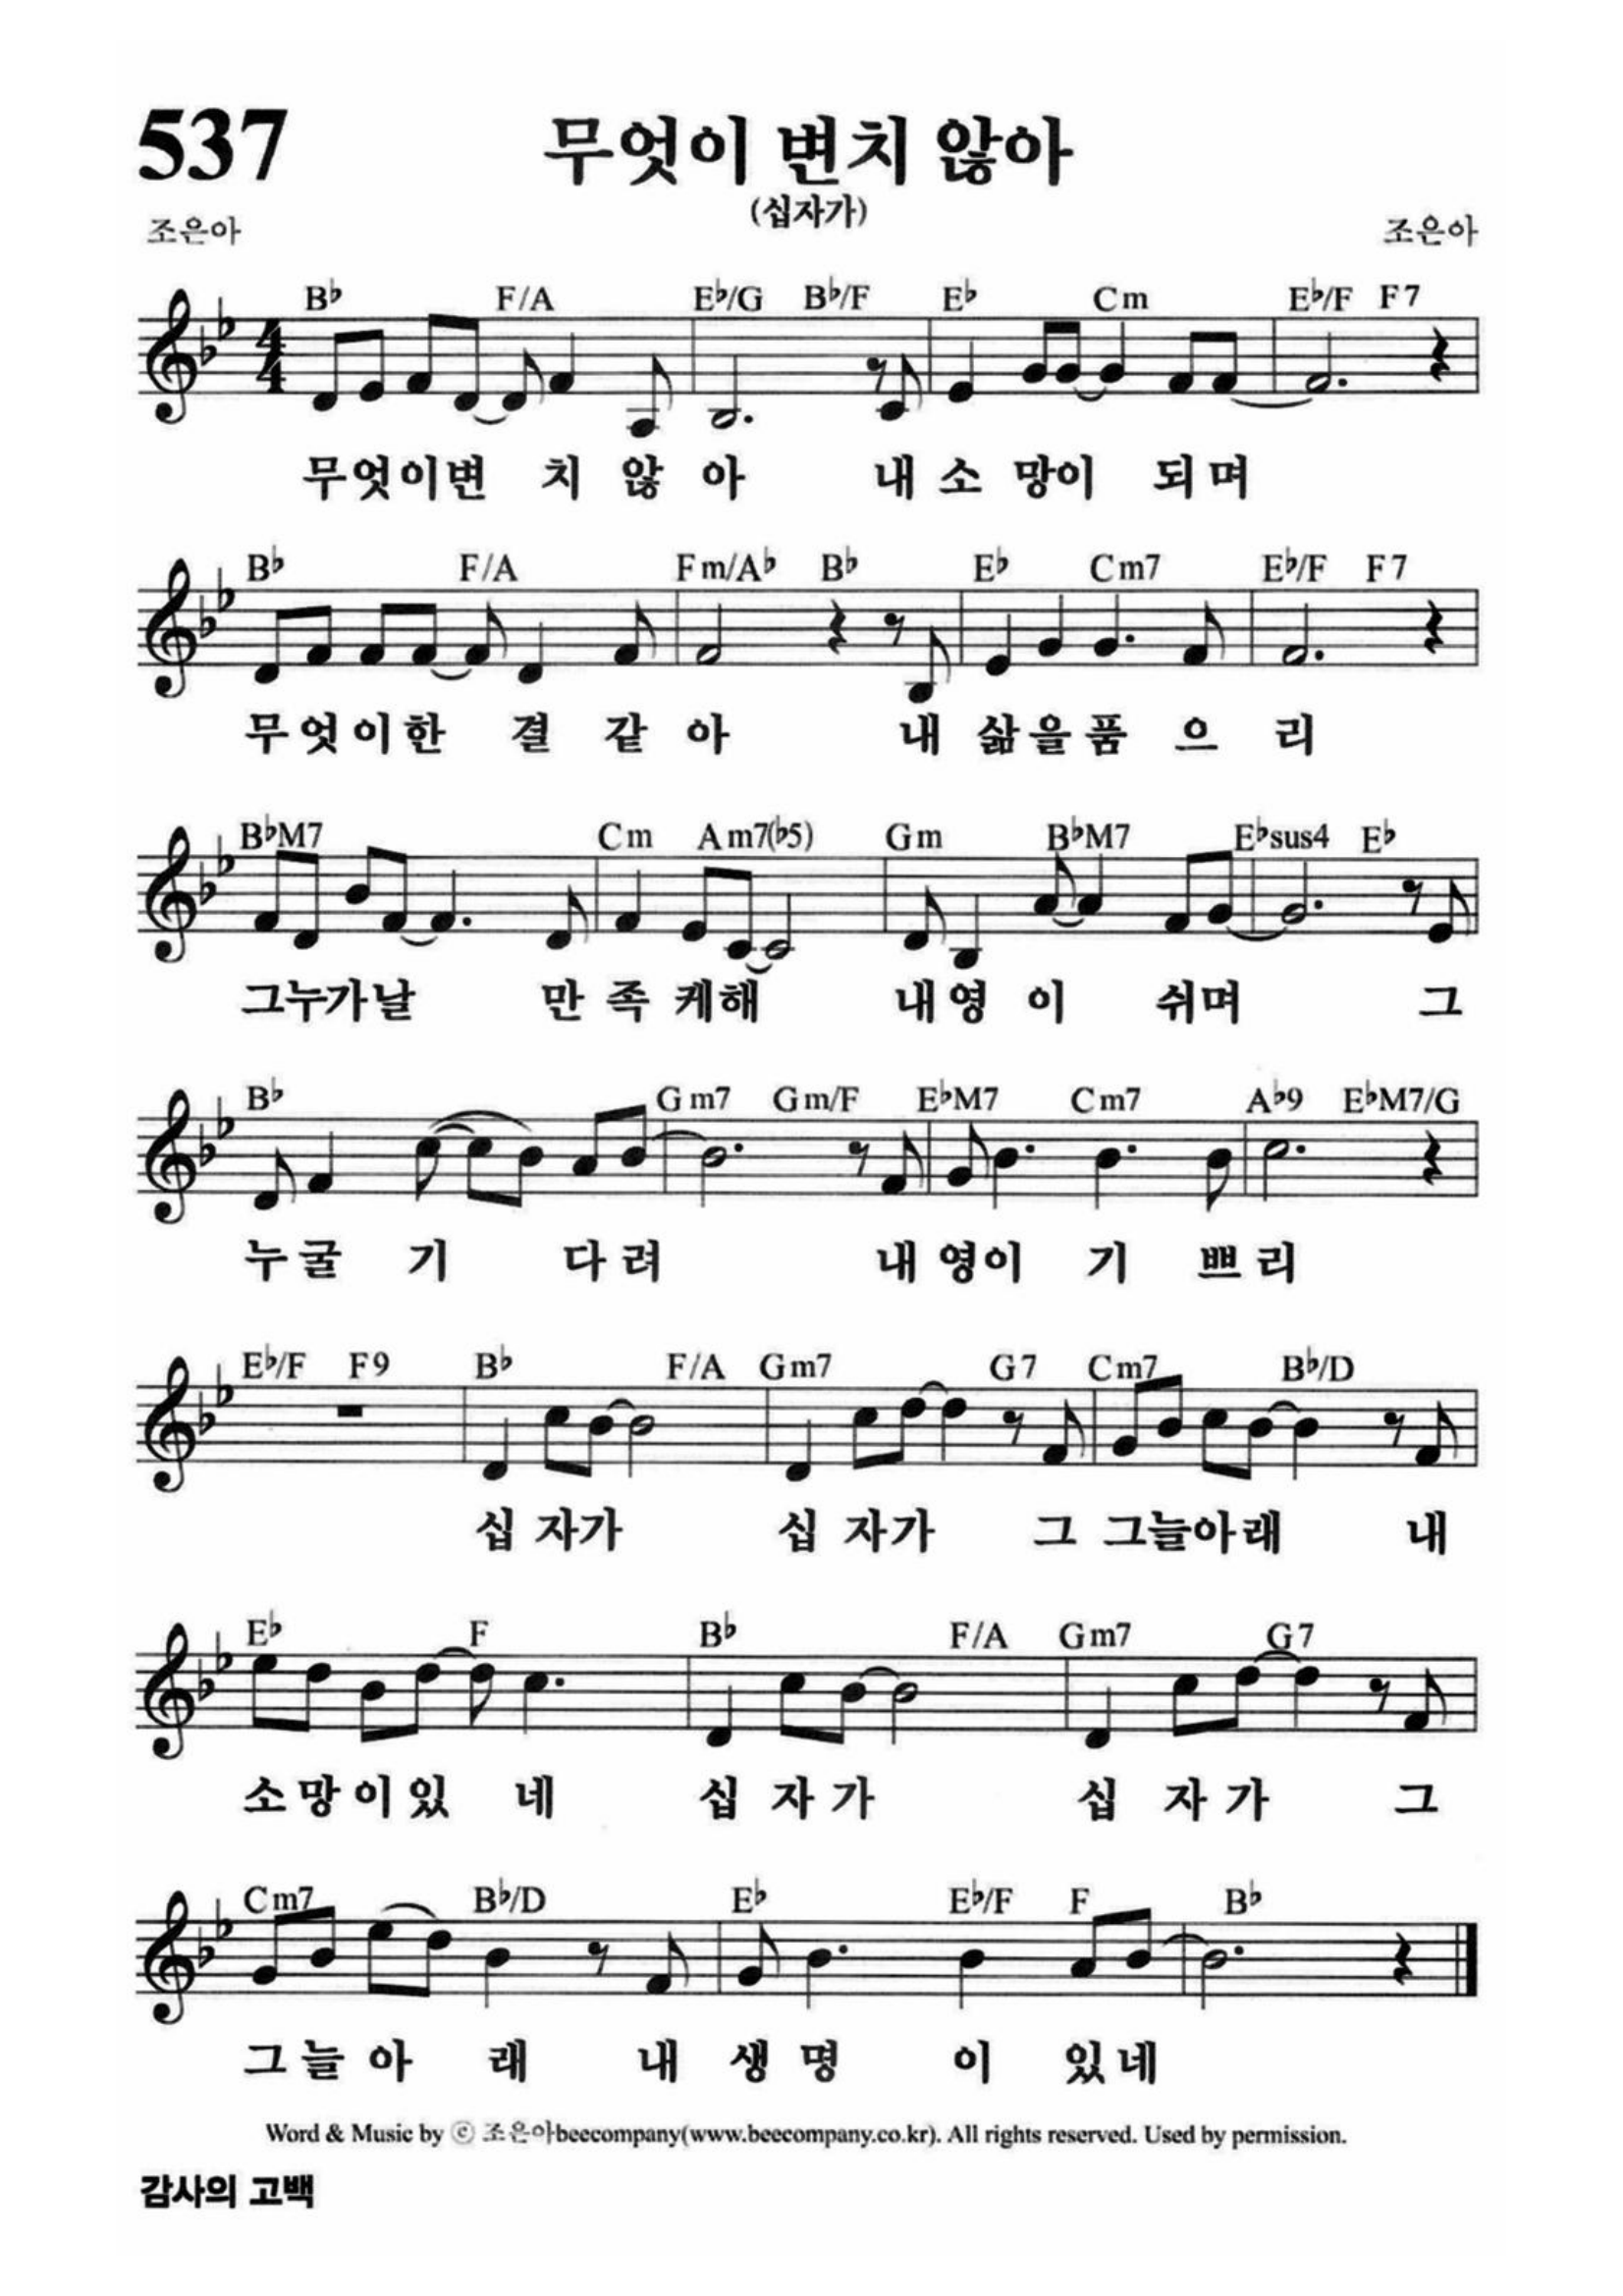 537
무엇이 변치 않아
(십자가)
조은아 조은아
B♭ F/A E♭/G B♭/F E♭ Cm E♭/F F7
무엇이변 치 않 아 내 소 망이 되 며
B♭ F/A Fm/A♭ B♭ E♭ Cm7 E♭/F F7
무 엇 이 한 결 같 아 내 삶 을 품 으 리
B♭M7 Cm Am7(♭5) Gm B♭M7 E♭sus4 E♭
그누가날 만 족 케해 내 영 이 쉬며 그
B♭ Gm7 Gm/F E♭M7 Cm7 A♭9 E♭M7/G
누 굴 기 다 려 내 영이 기 쁘 리
E♭/F F9 B♭ F/A Gm7 G7 Cm7 B♭/D
십 자가 십 자가 그 그늘아래 내
E♭ F B♭ F/A Gm7 G7
소 망 이 있 네 십 자 가 십 자 가 그
Cm7 B♭/D E♭ E♭/F F B♭
그 늘 아 래 내 생 명 이 있 네
Word & Music by ⓒ 조은아beecompany(www.beecompany.co.kr). All rights reserved. Used by permission.
감사의 고백